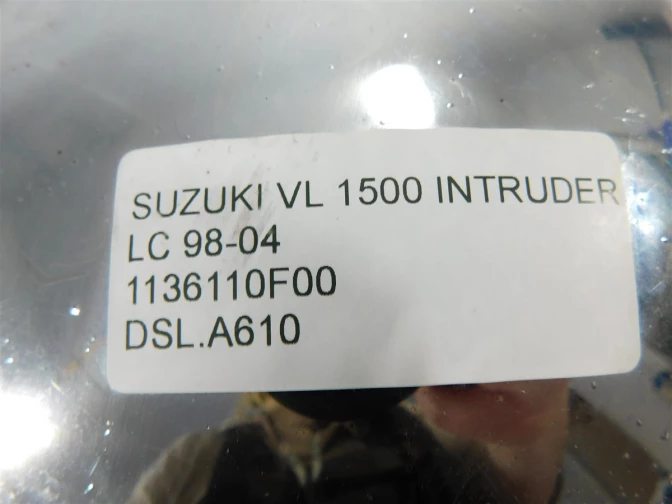 SUZUKI VL 1500 INTRUDER
LC 98-04
1136110F00
DSL.A610